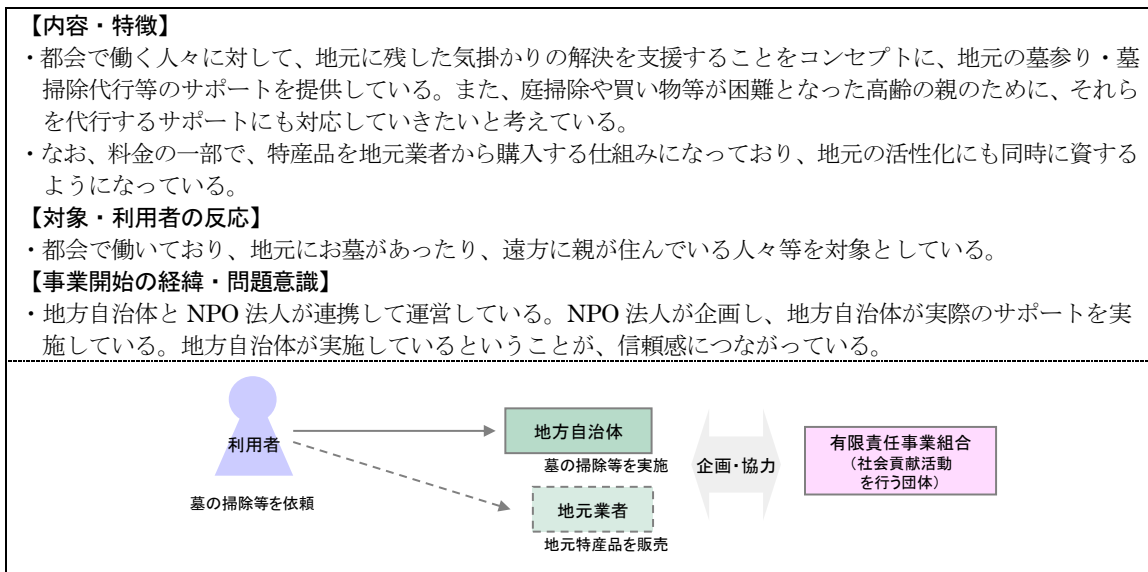 【内容・特徴】
・都会で働く人々に対して、地元に残した気掛かりの解決を支援することをコンセプトに、地元の墓参り・墓
掃除代行等のサポートを提供している。また、庭掃除や買い物等が困難となった高齢の親のために、それら
を代行するサポートにも対応していきたいと考えている。
・なお、料金の一部で、特産品を地元業者から購入する仕組みになっており、地元の活性化にも同時に資する
ようになっている。
【対象・利用者の反応】
・都会で働いており、地元にお墓があったり、遠方に親が住んでいる人々等を対象としている。
【事業開始の経緯・問題意識】
・地方自治体と NPO 法人が連携して運営している。NPO 法人が企画し、地方自治体が実際のサポートを実
施している。地方自治体が実施しているということが、信頼感につながっている。
利用者
墓の掃除等を依頼
地方自治体
墓の掃除等を実施
地元業者
地元特産品を販売
企画・協力
有限責任事業組合
（社会貢献活動
を行う団体）